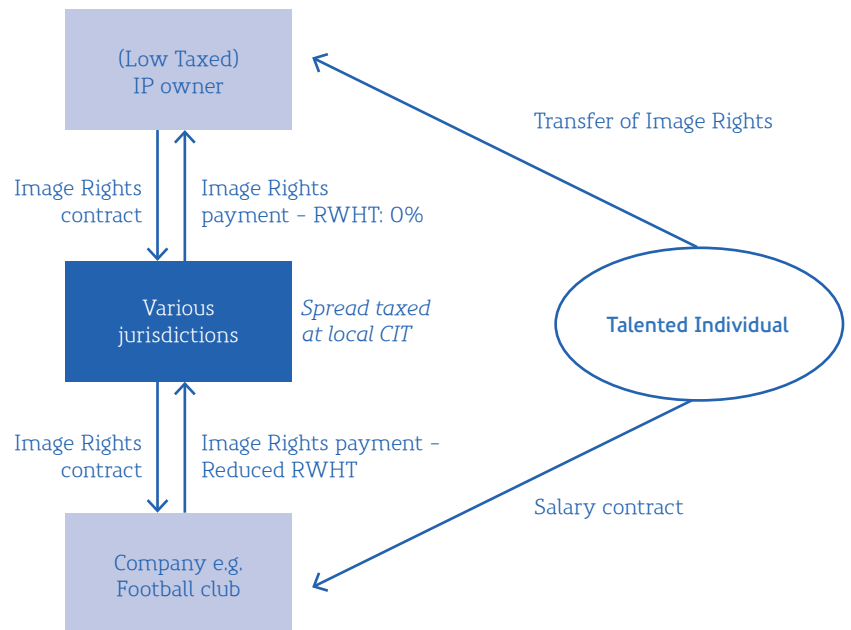 (Low Taxed)
IP owner
Transfer of Image Rights
Image Rights
contract
Image Rights
payment - RWHT: 0%
Various
jurisdictions
Spread taxed
at local CIT
Talented Individual
Image Rights
contract
Image Rights payment -
Reduced RWHT
Salary contract
Company e.g.
Football club